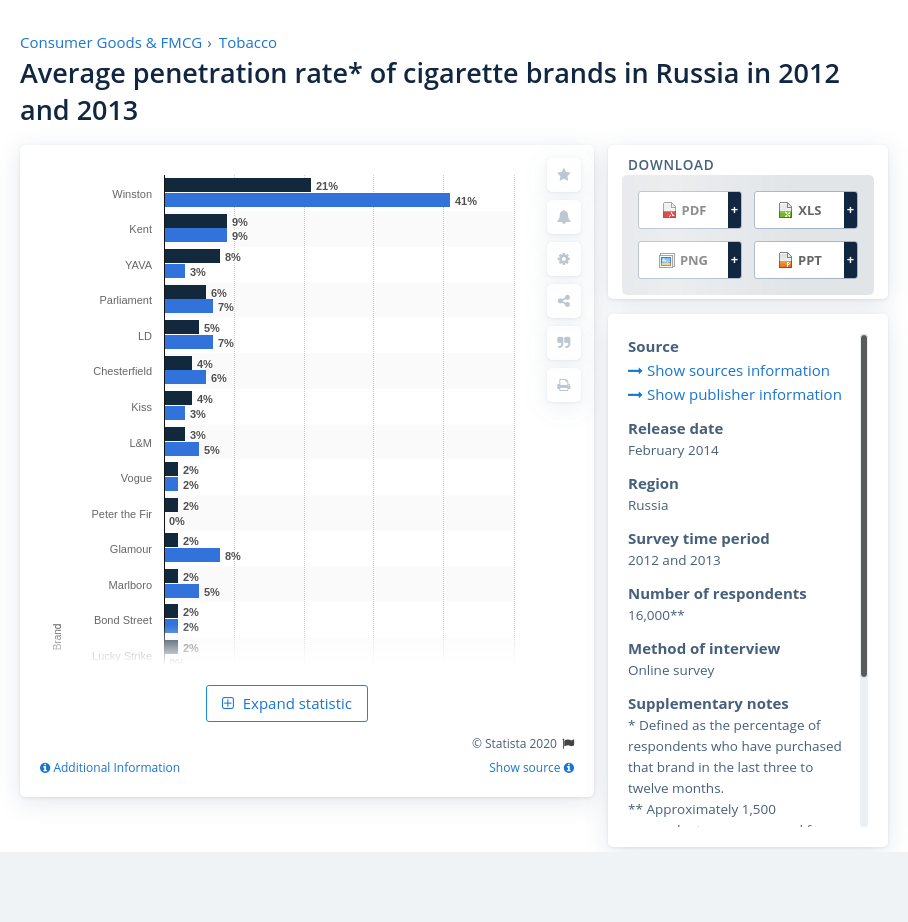 Consumer Goods & FMCG › Tobacco
Average penetration rate* of cigarette brands in Russia in 2012
and 2013
Winston
21%
41%
Kent
9%
9%
YAVA
8%
3%
Parliament
6%
7%
LD
5%
7%
Chesterfield
4%
6%
Kiss
4%
3%
L&M
3%
5%
Vogue
2%
2%
Peter the Fir
2%
0%
Glamour
2%
8%
Marlboro
2%
5%
Bond Street
2%
2%
Lucky Strike
2%
0%
Brand
Expand statistic
© Statista 2020
Additional Information
Show source
DOWNLOAD
PDF +
XLS +
PNG +
PPT +
Source
Show sources information
Show publisher information
Release date
February 2014
Region
Russia
Survey time period
2012 and 2013
Number of respondents
16,000**
Method of interview
Online survey
Supplementary notes
* Defined as the percentage of
respondents who have purchased
that brand in the last three to
twelve months.
** Approximately 1,500